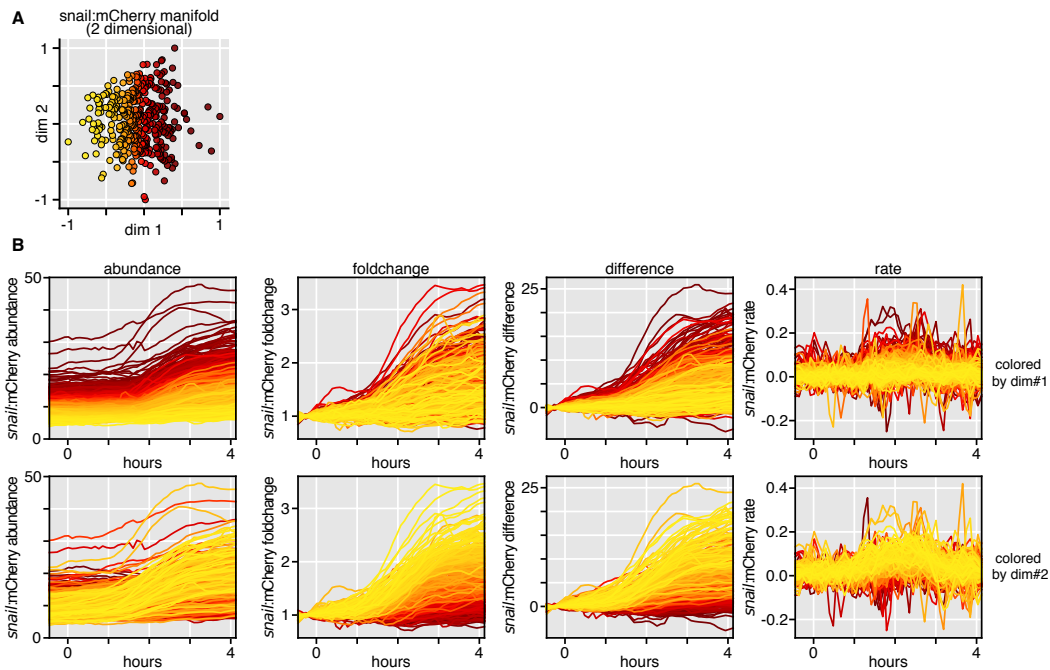 A
snail:mCherry manifold
(2 dimensional)
1
dim 2
-1
-1
1
dim 1
B
abundance
foldchange
difference
rate
50
snail:mCherry abundance
0
0
4
hours
3
snail:mCherry foldchange
2
1
0
4
hours
25
snail:mCherry difference
0
0
4
hours
0.4
0.2
snail:mCherry rate
0.0
-0.2
0
4
hours
colored
by dim#1
50
snail:mCherry abundance
0
0
4
hours
3
snail:mCherry foldchange
2
1
0
4
hours
25
snail:mCherry difference
0
0
4
hours
0.4
0.2
snail:mCherry rate
0.0
-0.2
0
4
hours
colored
by dim#2